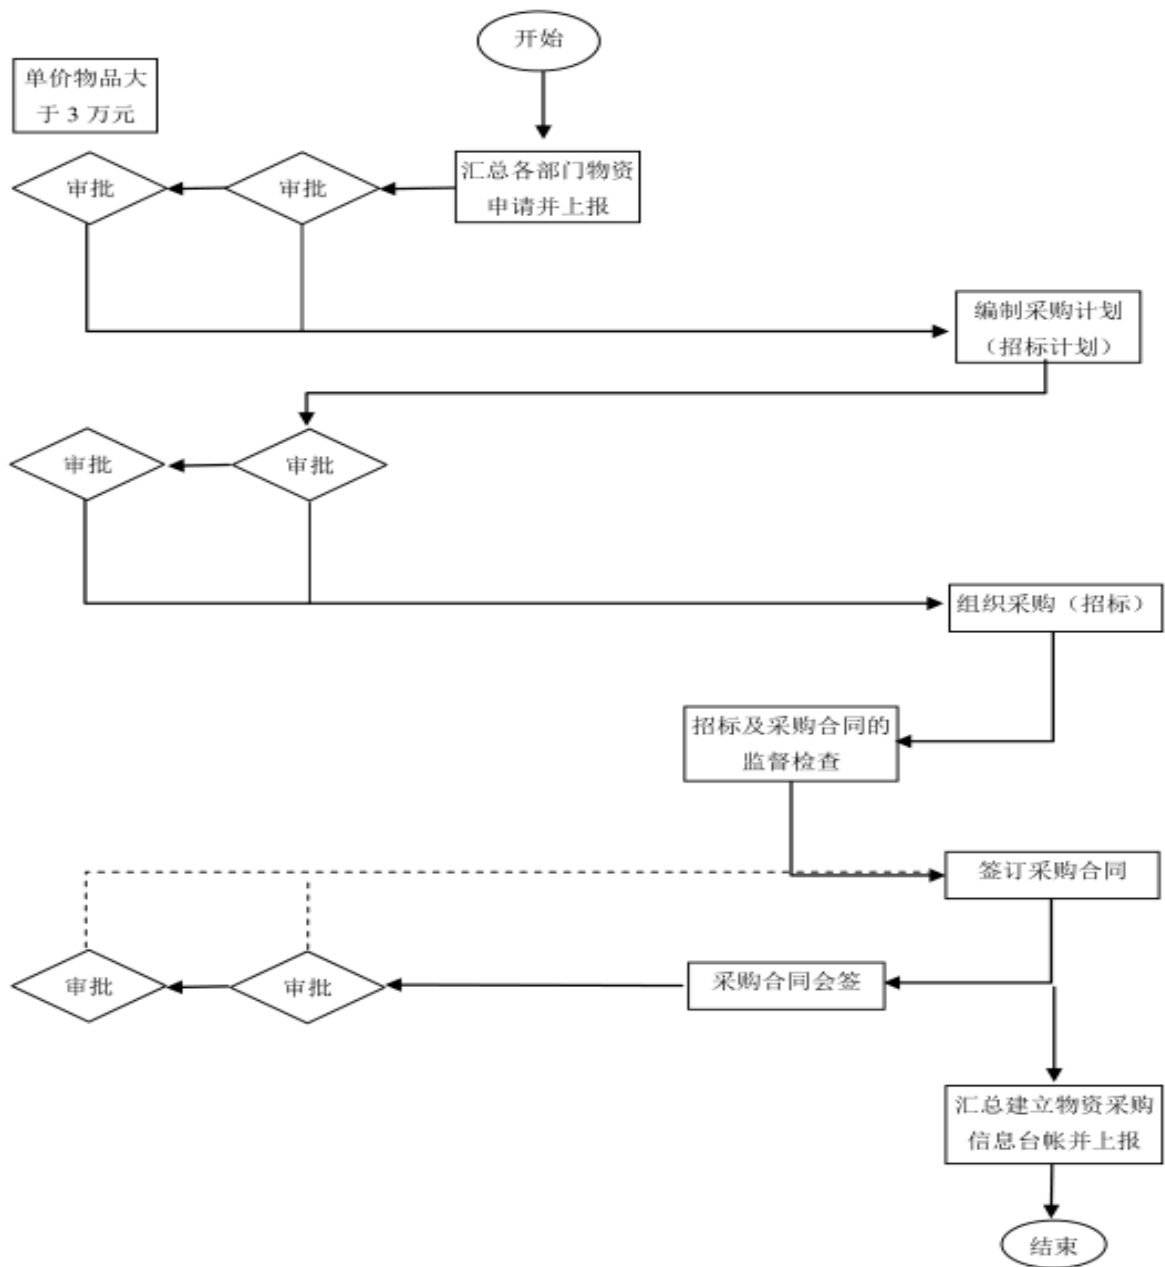 开始
单价物品大
于 3 万元
汇总各部门物资
申请并上报
审批
审批
编制采购计划
（招标计划）
审批
审批
组织采购（招标）
招标及采购合同的
监督检查
签订采购合同
审批
审批
采购合同会签
汇总建立物资采购
信息台帐并上报
结束